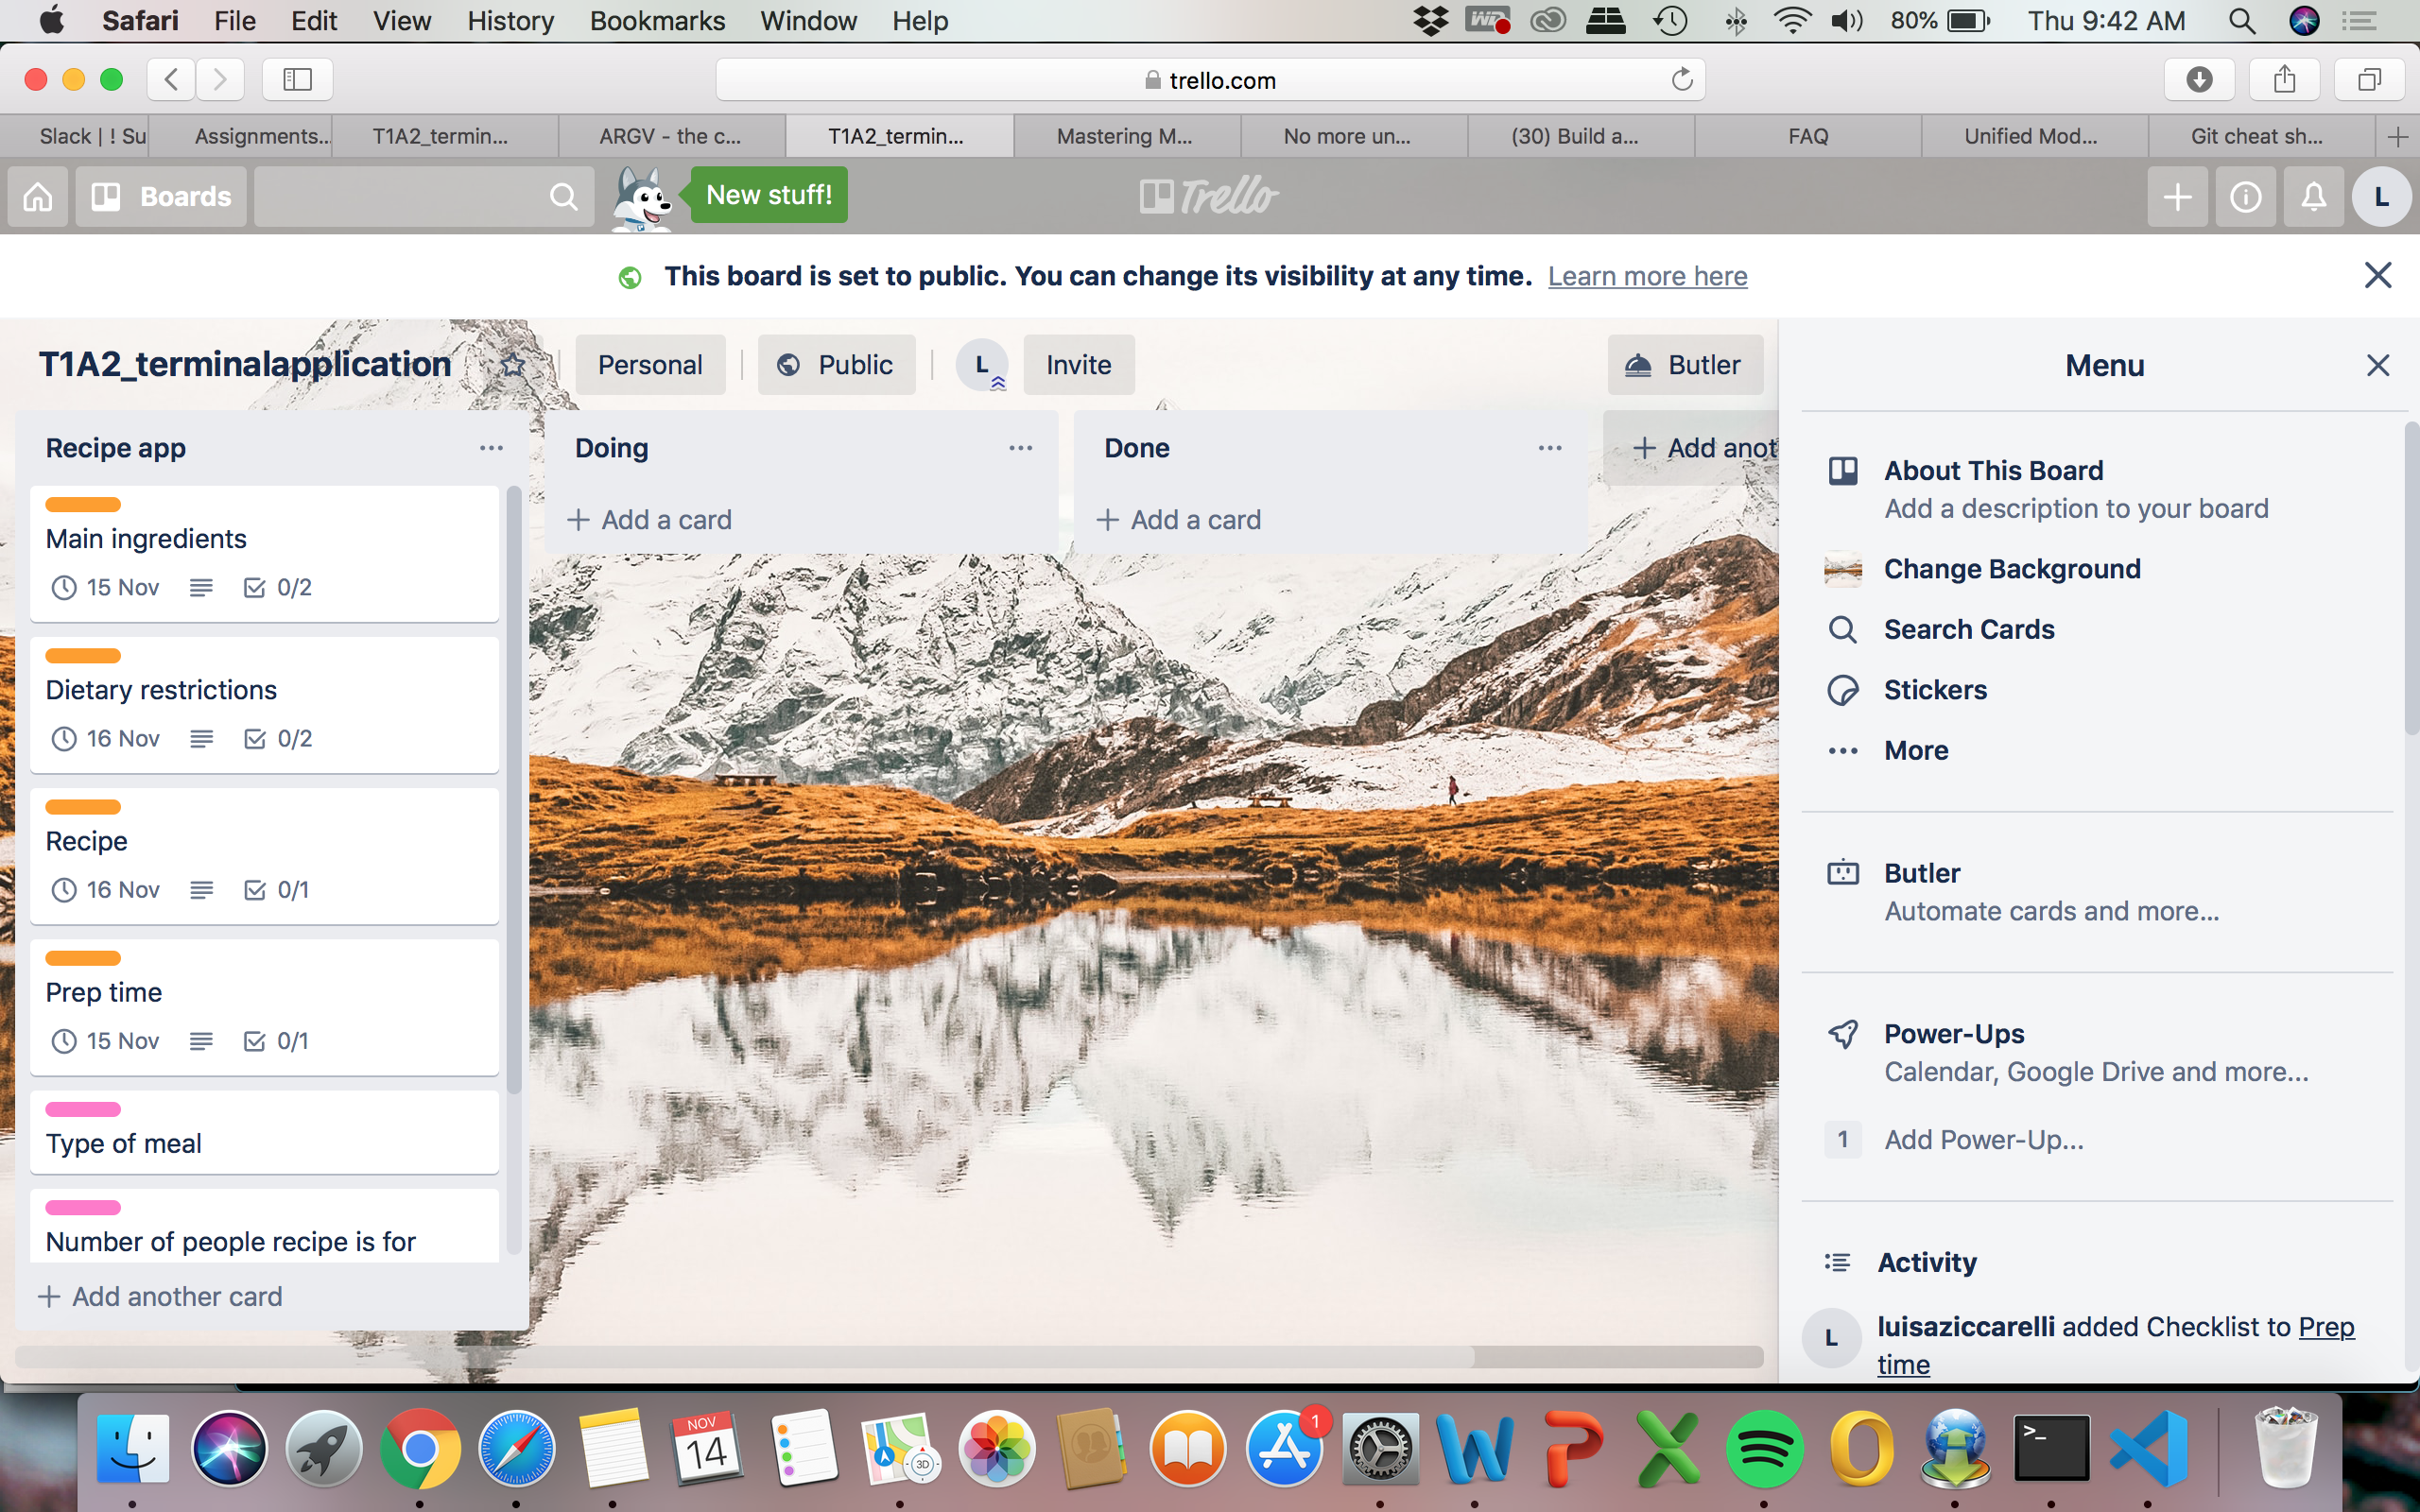 Safari File Edit View History Bookmarks Window Help 80% Thu 9:42 AM
trello.com
Slack | ! Su Assignments... T1A2_termin... ARGV - the c... T1A2_termin... Mastering M... No more un... (30) Build a... FAQ Unified Mod... Git cheat sh...
Boards New stuff! Trello L
This board is set to public. You can change its visibility at any time. Learn more here
T1A2_terminalapplication Personal Public L Invite Butler
Recipe app
Main ingredients
15 Nov 0/2
Dietary restrictions
16 Nov 0/2
Recipe
16 Nov 0/1
Prep time
15 Nov 0/1
Type of meal
Number of people recipe is for
+ Add another card
Doing
+ Add a card
Done
+ Add a card
+ Add anot
Menu
About This Board
Add a description to your board
Change Background
Search Cards
Stickers
More
Butler
Automate cards and more...
Power-Ups
Calendar, Google Drive and more...
1 Add Power-Up...
Activity
L luisaziccarelli added Checklist to Prep
time
NOV
14
3D
1
>_